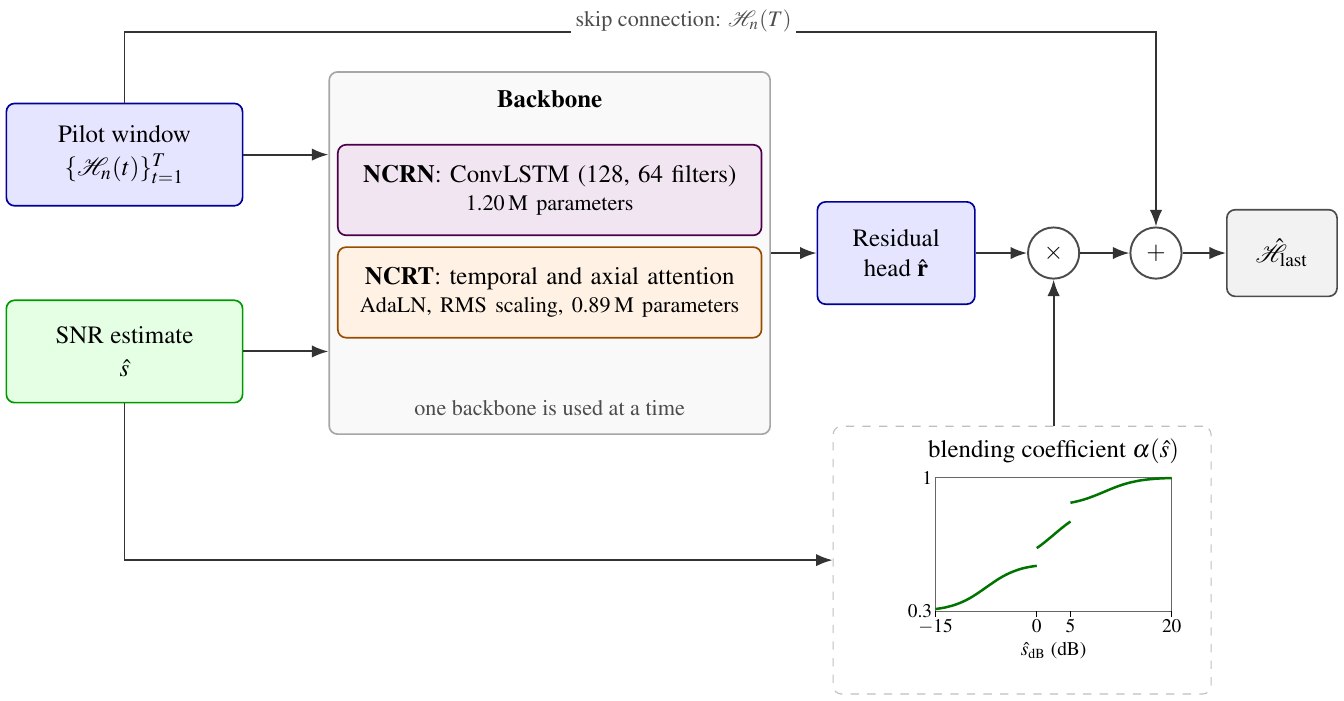 skip connection: ℋₙ(T)
Pilot window
{ℋₙ(t)}ᵀₜ₌₁
SNR estimate
ŝ
Backbone
NCRN: ConvLSTM (128, 64 filters)
1.20 M parameters
NCRT: temporal and axial attention
AdaLN, RMS scaling, 0.89 M parameters
one backbone is used at a time
Residual
head r̂
×
+
ℋ̂last
blending coefficient α(ŝ)
1
0.3
−15 0 5 20
ŝdB (dB)